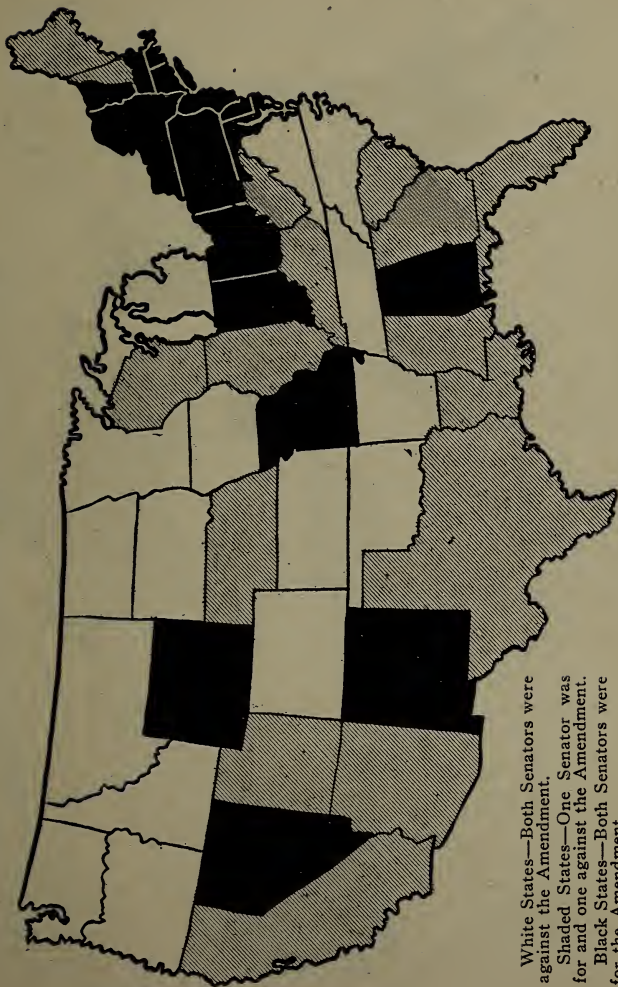 White States—Both Senators were
against the Amendment.
Shaded States—One Senator was
for and one against the Amendment.
Black States—Both Senators were
for the Amendment.